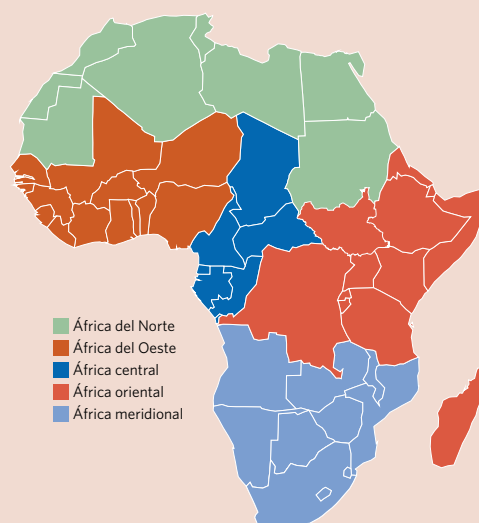 África del Norte
África del Oeste
África central
África oriental
África meridional